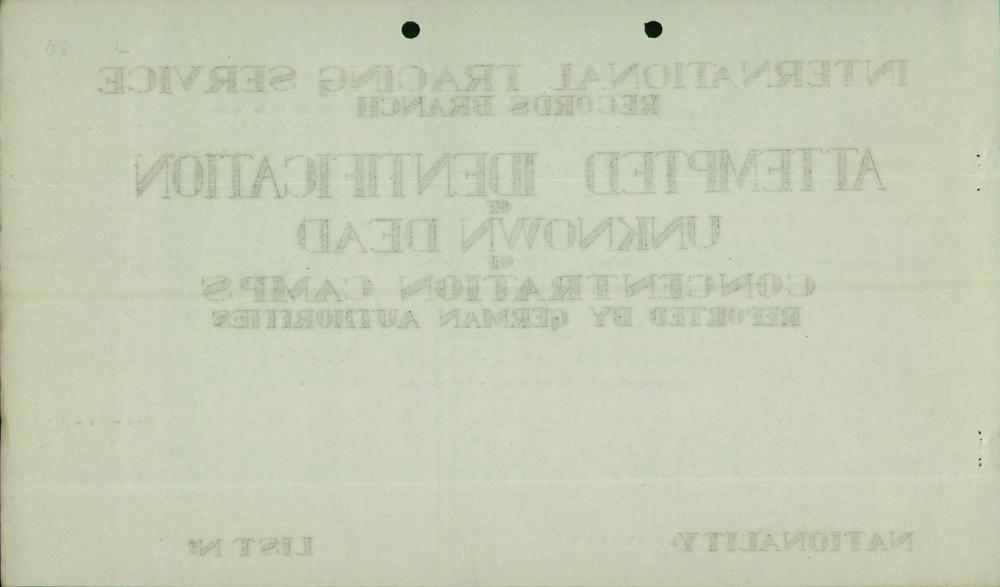 INTERNATIONAL TRACING SERVICE
RECORDS BRANCH
ATTEMPTED IDENTIFICATION
OF
UNKNOWN DEAD
OF
CONCENTRATION CAMPS
REPORTED BY GERMAN AUTHORITIES
NATIONALITY: LIST Nº